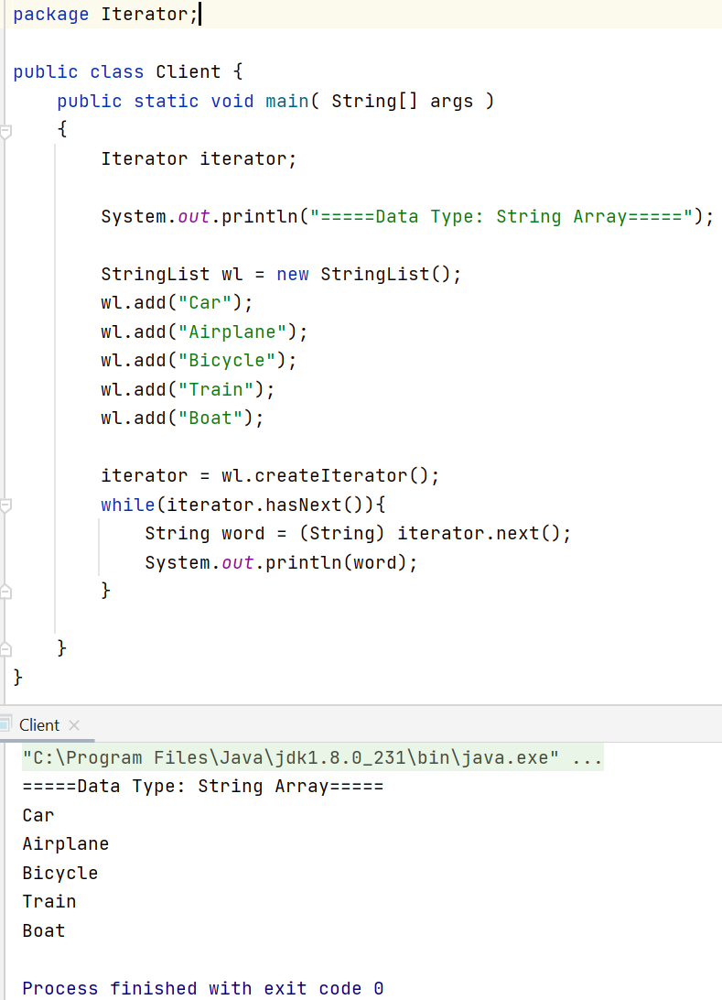 package Iterator;
public class Client {
    public static void main( String[] args )
    {
        Iterator iterator;
        System.out.println("=====Data Type: String Array=====");
        StringList wl = new StringList();
        wl.add("Car");
        wl.add("Airplane");
        wl.add("Bicycle");
        wl.add("Train");
        wl.add("Boat");
        iterator = wl.createIterator();
        while(iterator.hasNext()){
            String word = (String) iterator.next();
            System.out.println(word);
        }
    }
}
Client
"C:\Program Files\Java\jdk1.8.0_231\bin\java.exe" ...
=====Data Type: String Array=====
Car
Airplane
Bicycle
Train
Boat
Process finished with exit code 0